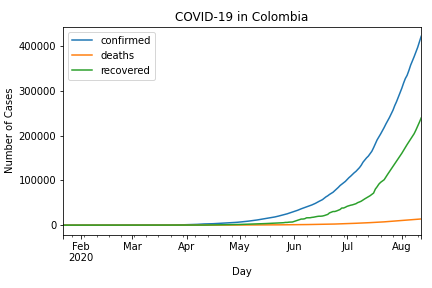 COVID-19 in Colombia
confirmed
deaths
recovered
Number of Cases
400000
300000
200000
100000
0
Feb Mar Apr May Jun Jul Aug
2020
Day